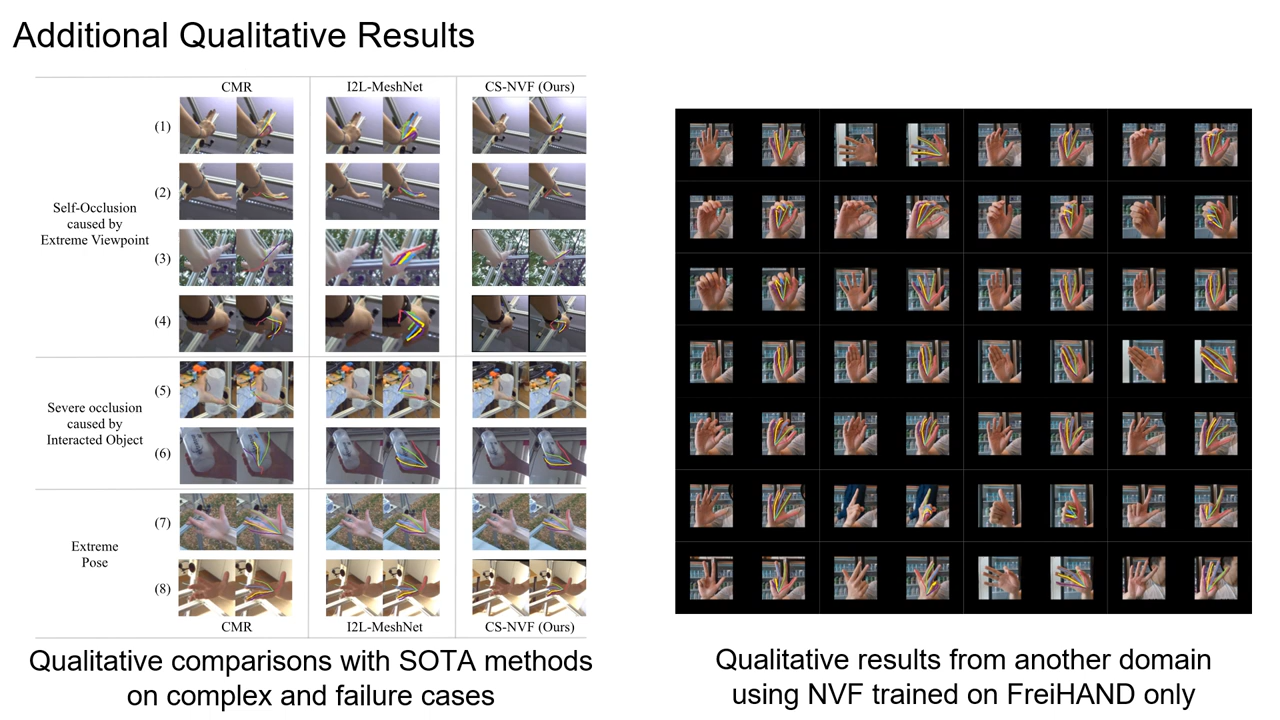 Additional Qualitative Results
CMR I2L-MeshNet CS-NVF (Ours)
(1)
(2)
Self-Occlusion
caused by
Extreme Viewpoint
(3)
(4)
(5)
Severe occlusion
caused by
Interacted Object
(6)
(7)
Extreme
Pose
(8)
CMR I2L-MeshNet CS-NVF (Ours)
Qualitative comparisons with SOTA methods
on complex and failure cases
Qualitative results from another domain
using NVF trained on FreiHAND only